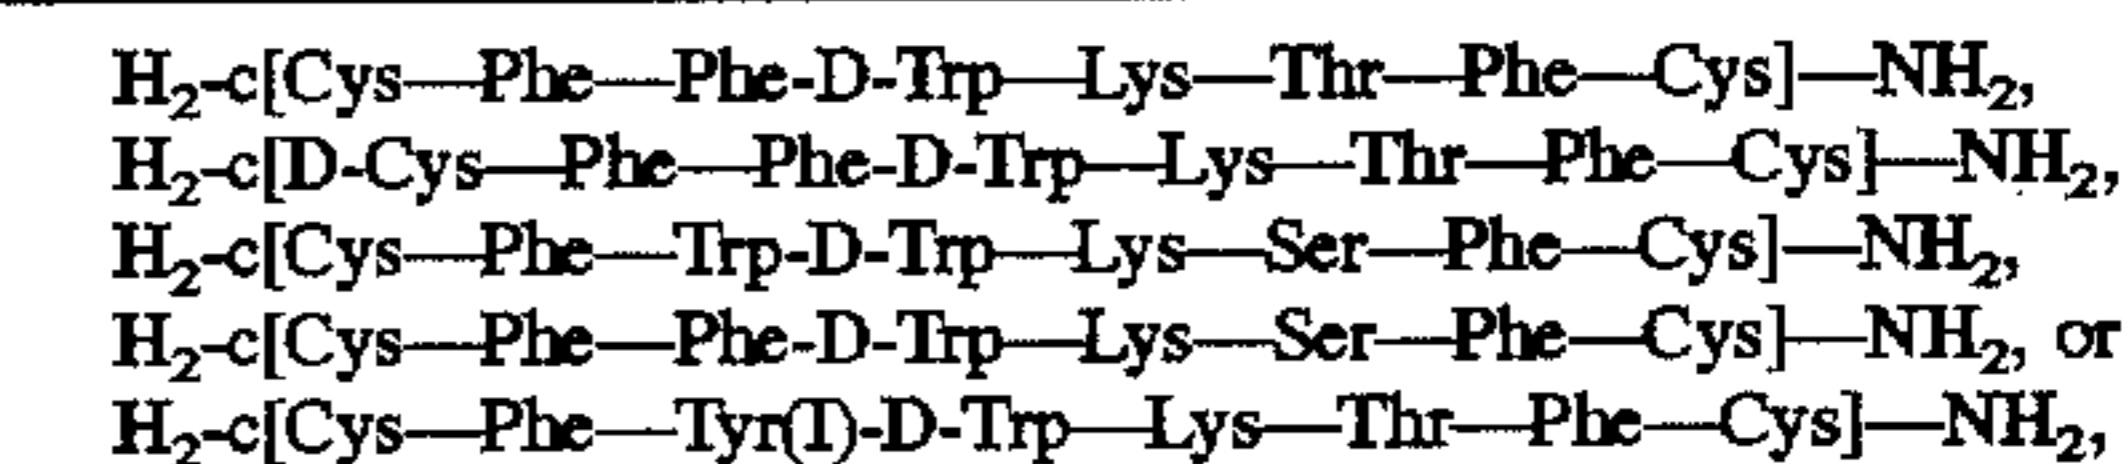 H₂-c[Cys—Phe—Phe-D-Trp—Lys—Thr—Phe—Cys]—NH₂,
H₂-c[D-Cys—Phe—Phe-D-Trp—Lys—Thr—Phe—Cys]—NH₂,
H₂-c[Cys—Phe—Trp-D-Trp—Lys—Ser—Phe—Cys]—NH₂,
H₂-c[Cys—Phe—Phe-D-Trp—Lys—Ser—Phe—Cys]—NH₂, or
H₂-c[Cys—Phe—Tyr(I)-D-Trp—Lys—Thr—Phe—Cys]—NH₂,